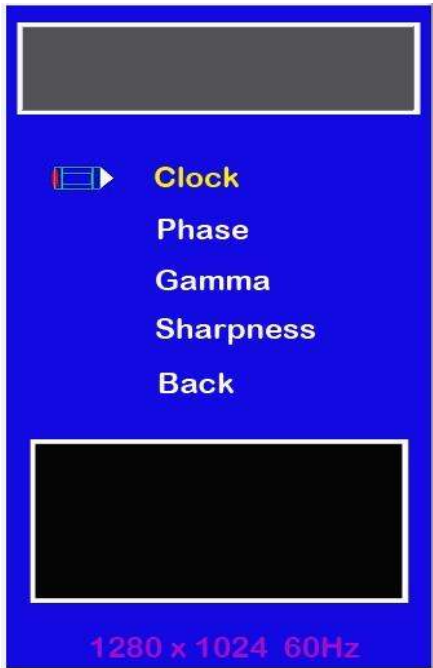 Clock
Phase
Gamma
Sharpness
Back
1280 x 1024 60Hz